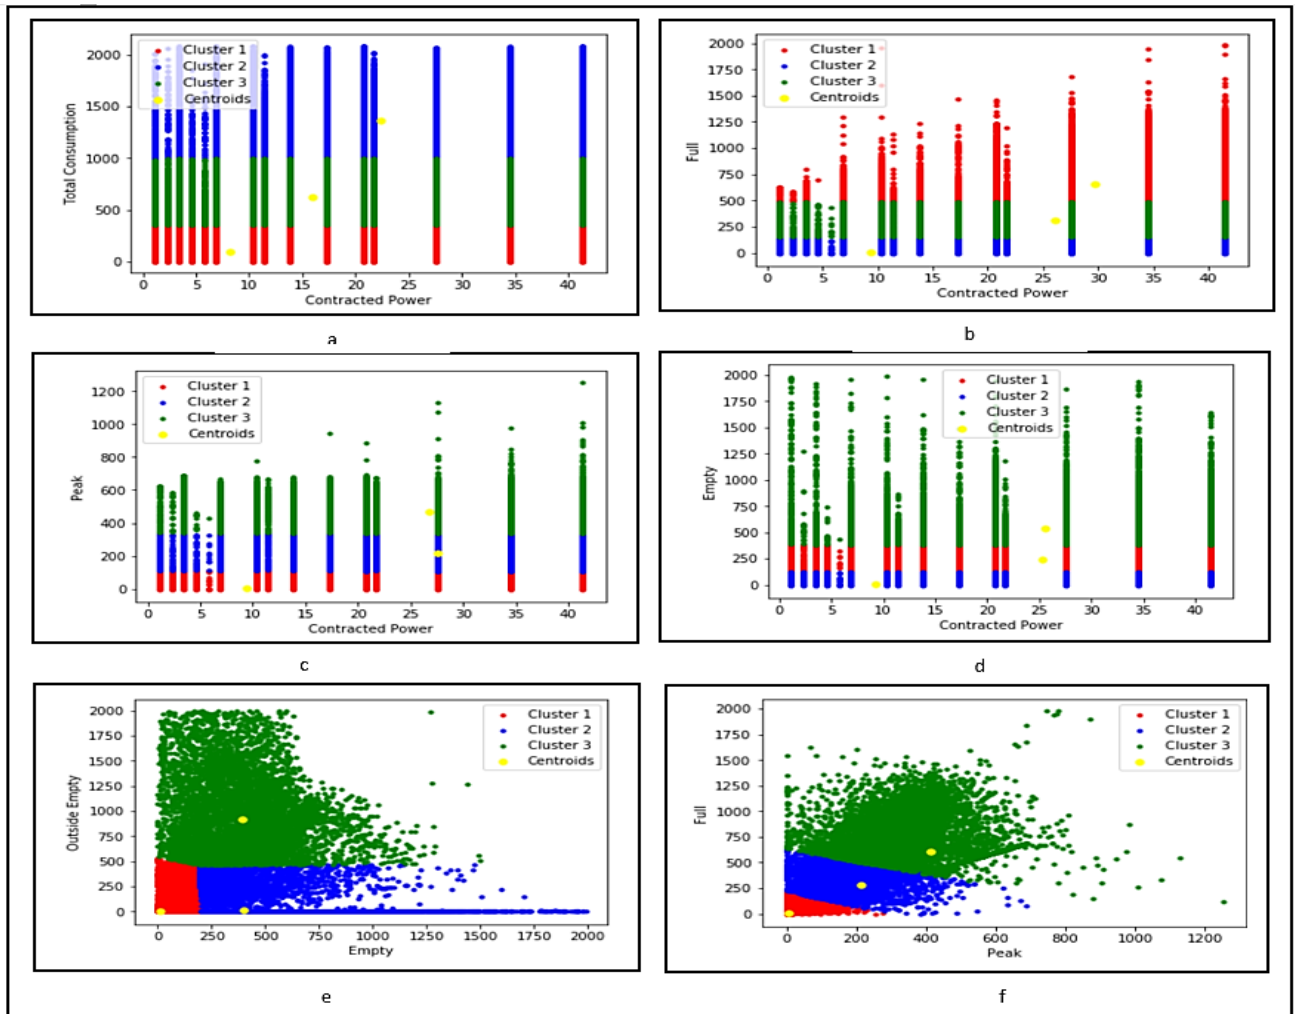 2000
1500
1000
500
0
Total Consumption
Cluster 1
Cluster 2
Cluster 3
Centroids
0 5 10 15 20 25 30 35 40
Contracted Power
a
2000
1750
1500
1250
1000
750
500
250
0
Full
Cluster 1
Cluster 2
Cluster 3
Centroids
0 5 10 15 20 25 30 35 40
Contracted Power
b
1200
1000
800
600
400
200
0
Peak
Cluster 1
Cluster 2
Cluster 3
Centroids
0 5 10 15 20 25 30 35 40
Contracted Power
c
2000
1750
1500
1250
1000
750
500
250
0
Empty
Cluster 1
Cluster 2
Cluster 3
Centroids
0 5 10 15 20 25 30 35 40
Contracted Power
d
2000
1750
1500
1250
1000
750
500
250
0
Outside Empty
Cluster 1
Cluster 2
Cluster 3
Centroids
0 250 500 750 1000 1250 1500 1750 2000
Empty
e
2000
1750
1500
1250
1000
750
500
250
0
Full
Cluster 1
Cluster 2
Cluster 3
Centroids
0 200 400 600 800 1000 1200
Peak
f